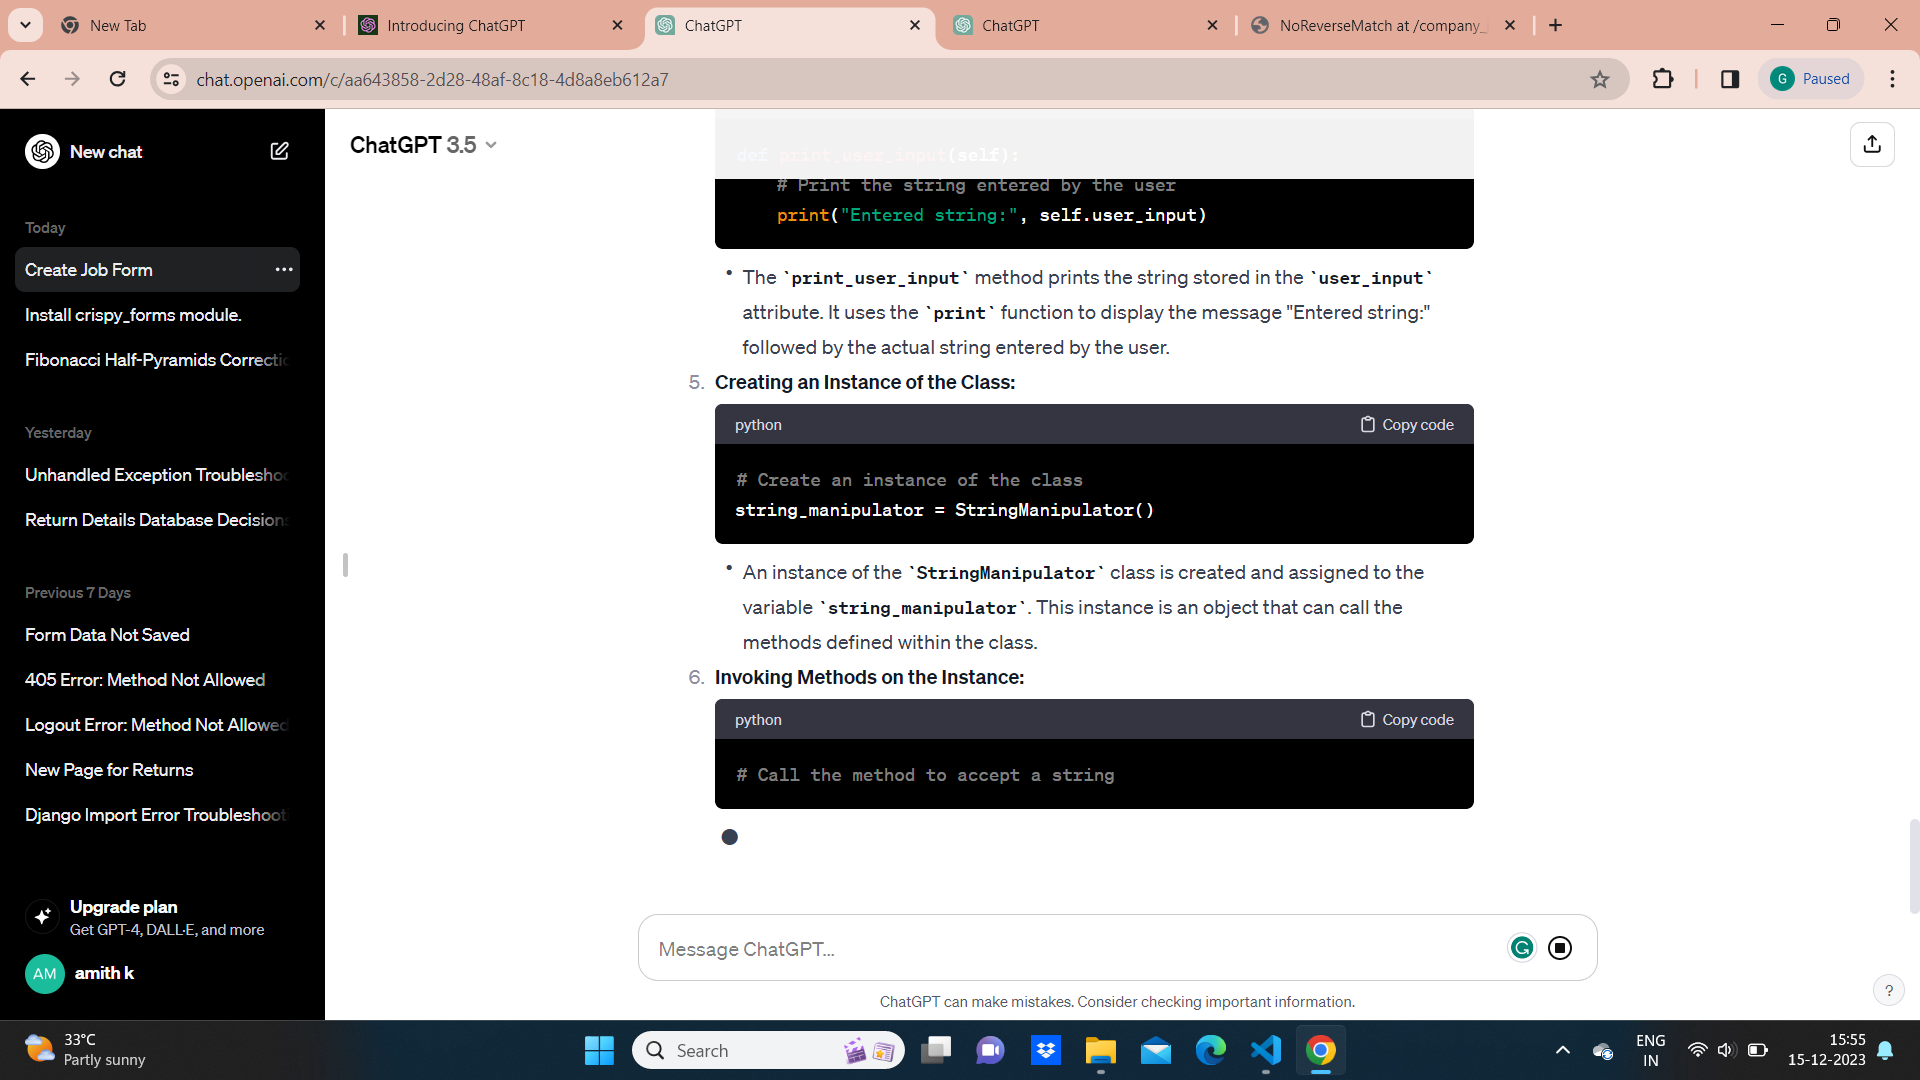 New Tab
Introducing ChatGPT
ChatGPT
ChatGPT
NoReverseMatch at /company_
chat.openai.com/c/aa643858-2d28-48af-8c18-4d8a8eb612a7
G Paused
New chat
Today
Create Job Form
Install crispy_forms module.
Fibonacci Half-Pyramids Correctic
Yesterday
Unhandled Exception Troubleshoo
Return Details Database Decisions
Previous 7 Days
Form Data Not Saved
405 Error: Method Not Allowed
Logout Error: Method Not Allowed
New Page for Returns
Django Import Error Troubleshooti
Upgrade plan
Get GPT-4, DALL·E, and more
AM amith k
ChatGPT 3.5
def print_user_input(self):
# Print the string entered by the user
print("Entered string:", self.user_input)
• The `print_user_input` method prints the string stored in the `user_input`
attribute. It uses the `print` function to display the message "Entered string:"
followed by the actual string entered by the user.
5. Creating an Instance of the Class:
python Copy code
# Create an instance of the class
string_manipulator = StringManipulator()
• An instance of the `StringManipulator` class is created and assigned to the
variable `string_manipulator`. This instance is an object that can call the
methods defined within the class.
6. Invoking Methods on the Instance:
python Copy code
# Call the method to accept a string
Message ChatGPT...
ChatGPT can make mistakes. Consider checking important information.
?
33°C
Partly sunny
Search
ENG
IN
15:55
15-12-2023